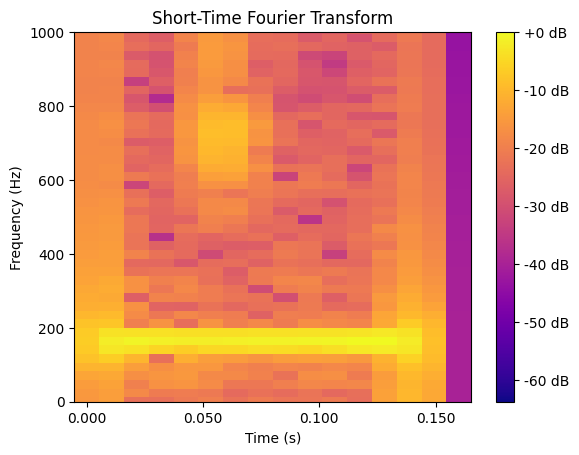 Short-Time Fourier Transform
Frequency (Hz)
1000
800
600
400
200
0
0.000
0.050
0.100
0.150
Time (s)
+0 dB
-10 dB
-20 dB
-30 dB
-40 dB
-50 dB
-60 dB